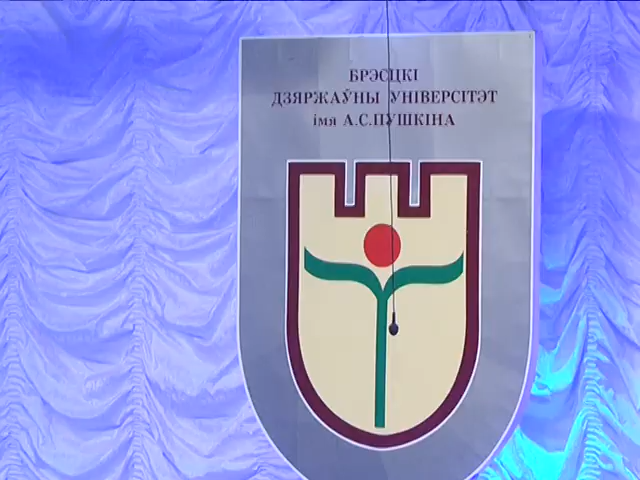 БРЭСЦКІ
ДЗЯРЖАЎНЫ УНІВЕРСІТЭТ
імя А.С.ПУШКІНА